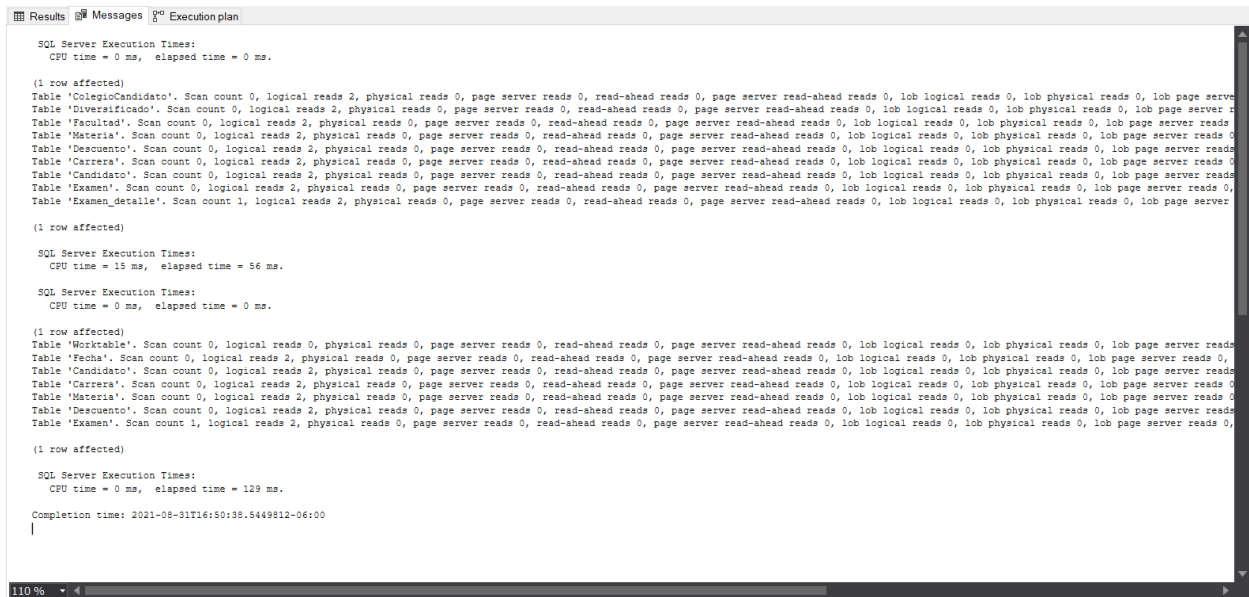 Results Messages Execution plan
SQL Server Execution Times:
CPU time = 0 ms, elapsed time = 0 ms.
(1 row affected)
Table 'ColegioCandidato'. Scan count 0, logical reads 2, physical reads 0, page server reads 0, read-ahead reads 0, page server read-ahead reads 0, lob logical reads 0, lob physical reads 0, lob page serve
Table 'Diversificado'. Scan count 0, logical reads 2, physical reads 0, page server reads 0, read-ahead reads 0, page server read-ahead reads 0, lob logical reads 0, lob physical reads 0, lob page server r
Table 'Facultad'. Scan count 0, logical reads 2, physical reads 0, page server reads 0, read-ahead reads 0, page server read-ahead reads 0, lob logical reads 0, lob physical reads 0, lob page server reads
Table 'Materia'. Scan count 0, logical reads 2, physical reads 0, page server reads 0, read-ahead reads 0, page server read-ahead reads 0, lob logical reads 0, lob physical reads 0, lob page server reads 0
Table 'Descuento'. Scan count 0, logical reads 2, physical reads 0, page server reads 0, read-ahead reads 0, page server read-ahead reads 0, lob logical reads 0, lob physical reads 0, lob page server reads
Table 'Carrera'. Scan count 0, logical reads 2, physical reads 0, page server reads 0, read-ahead reads 0, page server read-ahead reads 0, lob logical reads 0, lob physical reads 0, lob page server reads 0
Table 'Candidato'. Scan count 0, logical reads 2, physical reads 0, page server reads 0, read-ahead reads 0, page server read-ahead reads 0, lob logical reads 0, lob physical reads 0, lob page server reads
Table 'Examen'. Scan count 0, logical reads 2, physical reads 0, page server reads 0, read-ahead reads 0, page server read-ahead reads 0, lob logical reads 0, lob physical reads 0, lob page server reads 0,
Table 'Examen_detalle'. Scan count 1, logical reads 2, physical reads 0, page server reads 0, read-ahead reads 0, page server read-ahead reads 0, lob logical reads 0, lob physical reads 0, lob page server
(1 row affected)
SQL Server Execution Times:
CPU time = 15 ms, elapsed time = 56 ms.
SQL Server Execution Times:
CPU time = 0 ms, elapsed time = 0 ms.
(1 row affected)
Table 'Worktable'. Scan count 0, logical reads 0, physical reads 0, page server reads 0, read-ahead reads 0, page server read-ahead reads 0, lob logical reads 0, lob physical reads 0, lob page server reads
Table 'Fecha'. Scan count 0, logical reads 2, physical reads 0, page server reads 0, read-ahead reads 0, page server read-ahead reads 0, lob logical reads 0, lob physical reads 0, lob page server reads 0,
Table 'Candidato'. Scan count 0, logical reads 2, physical reads 0, page server reads 0, read-ahead reads 0, page server read-ahead reads 0, lob logical reads 0, lob physical reads 0, lob page server reads
Table 'Carrera'. Scan count 0, logical reads 2, physical reads 0, page server reads 0, read-ahead reads 0, page server read-ahead reads 0, lob logical reads 0, lob physical reads 0, lob page server reads 0
Table 'Materia'. Scan count 0, logical reads 2, physical reads 0, page server reads 0, read-ahead reads 0, page server read-ahead reads 0, lob logical reads 0, lob physical reads 0, lob page server reads 0
Table 'Descuento'. Scan count 0, logical reads 2, physical reads 0, page server reads 0, read-ahead reads 0, page server read-ahead reads 0, lob logical reads 0, lob physical reads 0, lob page server reads
Table 'Examen'. Scan count 1, logical reads 2, physical reads 0, page server reads 0, read-ahead reads 0, page server read-ahead reads 0, lob logical reads 0, lob physical reads 0, lob page server reads 0,
(1 row affected)
SQL Server Execution Times:
CPU time = 0 ms, elapsed time = 129 ms.
Completion time: 2021-08-31T16:50:38.5449812-06:00
110 %